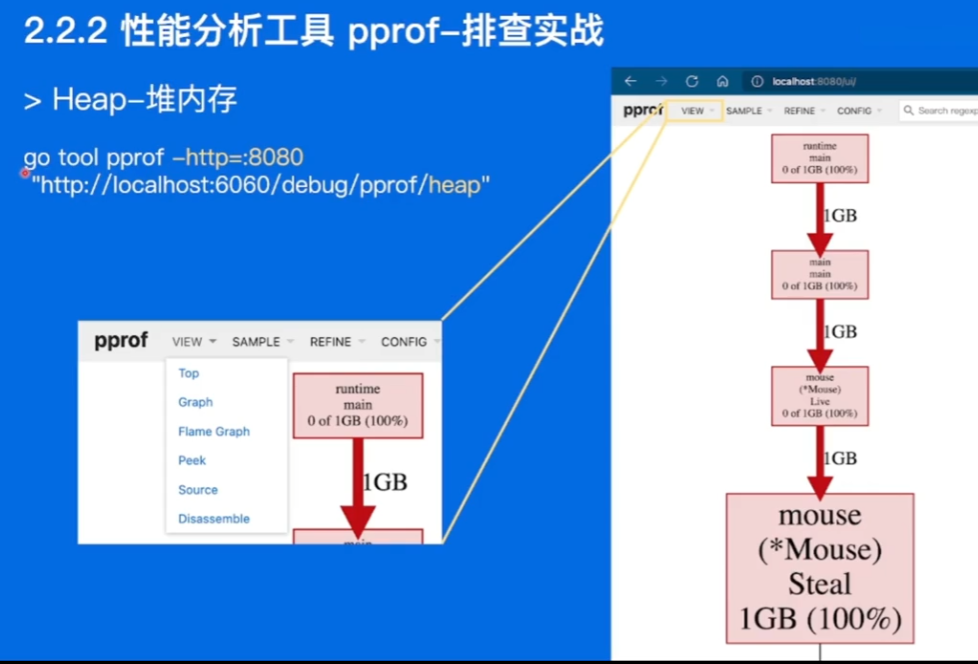 2.2.2 性能分析工具 pprof-排查实战
> Heap-堆内存
go tool pprof -http=:8080
"http://localhost:6060/debug/pprof/heap"
pprof VIEW SAMPLE REFINE CONFIG
Top
Graph
Flame Graph
Peek
Source
Disassemble
runtime
main
0 of 1GB (100%)
1GB
main
localhost:8080/ui/
pprof VIEW SAMPLE REFINE CONFIG Search regexp
runtime
main
0 of 1GB (100%)
1GB
main
main
0 of 1GB (100%)
1GB
mouse
(*Mouse)
Live
0 of 1GB (100%)
1GB
mouse
(*Mouse)
Steal
1GB (100%)